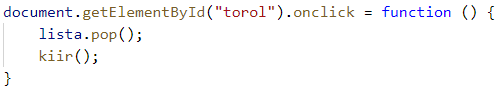 document.getElementById("torol").onclick = function () {
    lista.pop();
    kiir();
}